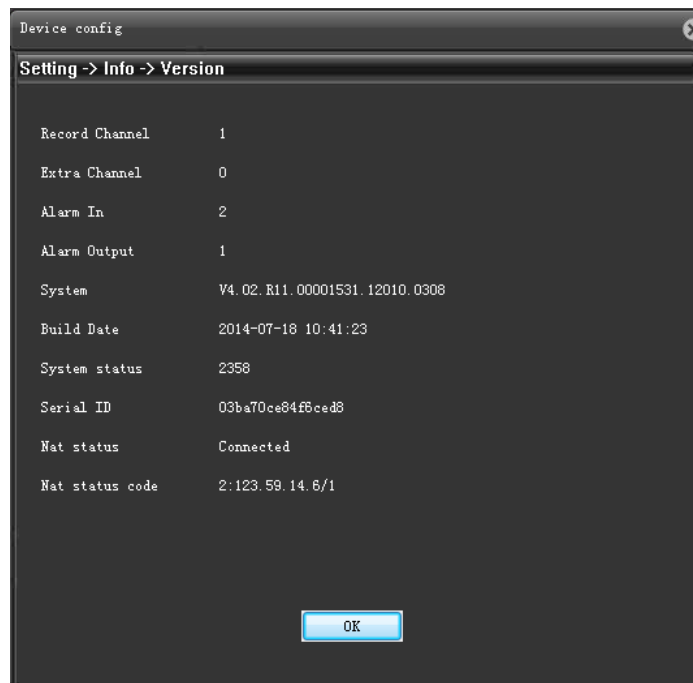 Device config
Setting -> Info -> Version
Record Channel 1
Extra Channel 0
Alarm In 2
Alarm Output 1
System V4.02.R11.00001531.12010.0308
Build Date 2014-07-18 10:41:23
System status 2358
Serial ID 03ba70ce84f6ced8
Nat status Connected
Nat status code 2:123.59.14.6/1
OK